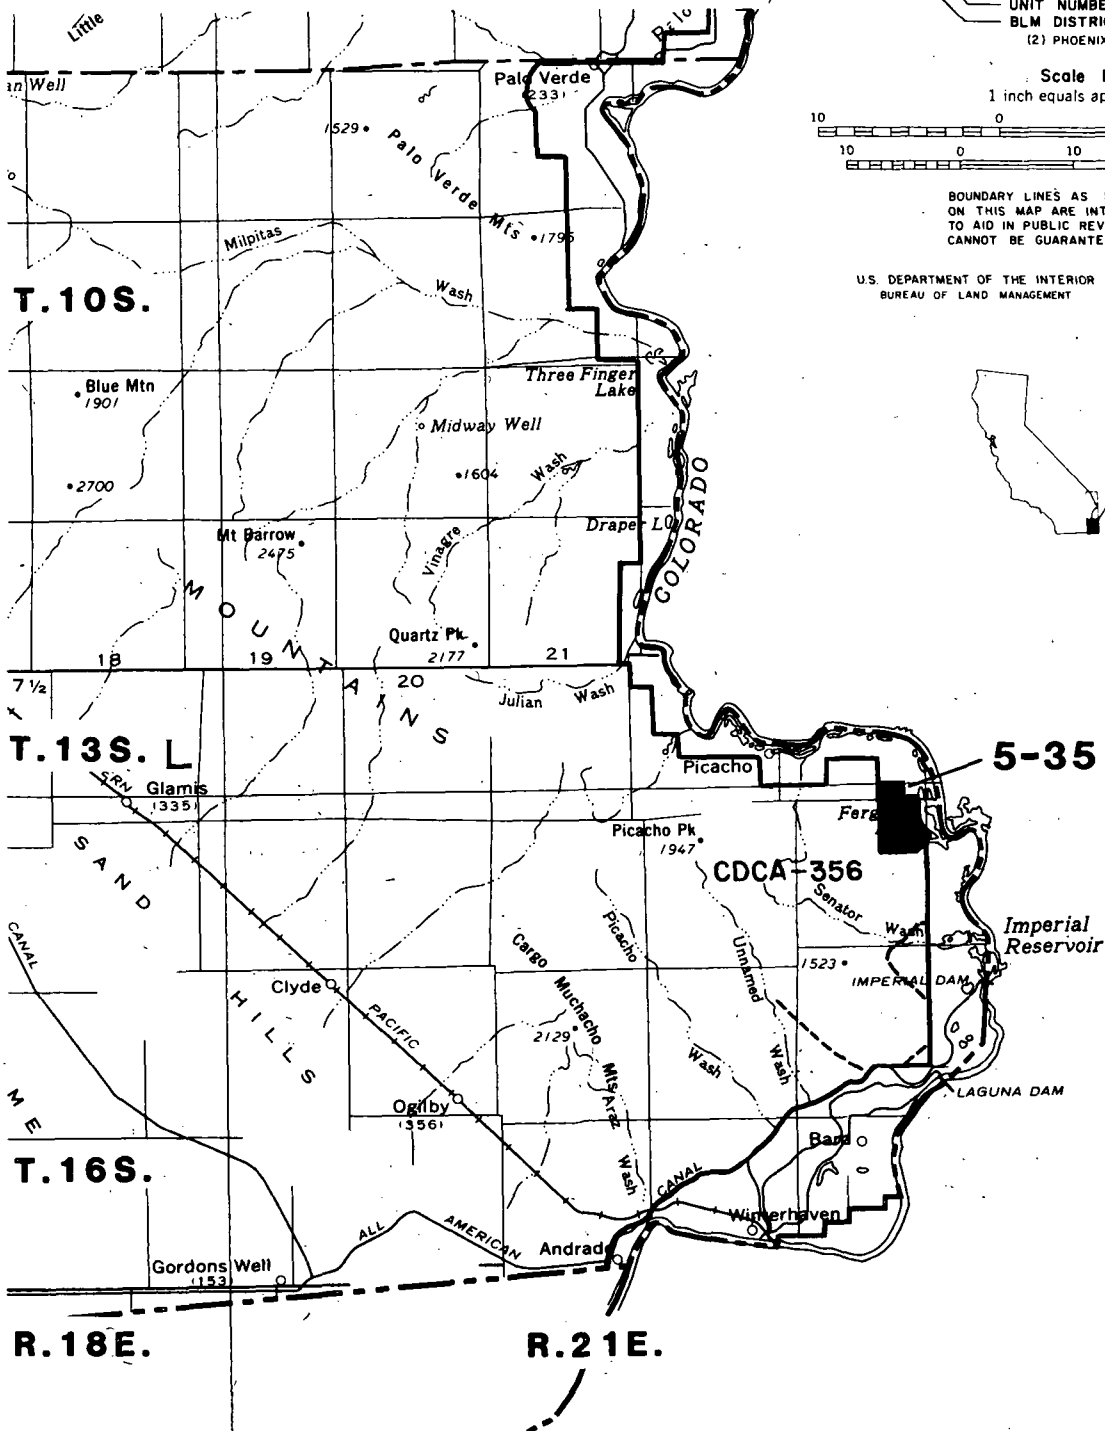 Little
UNIT NUMBE
BLM DISTRI
(2) PHOENIX
Scale
1 inch equals ap
10 0
10 0 10
an Well
Palo Verde
(233)
1529
Palo Verde Mts
1795
BOUNDARY LINES AS
ON THIS MAP ARE INT
TO AID IN PUBLIC REV
CANNOT BE GUARANTE
Milpitas
Wash
U.S. DEPARTMENT OF THE INTERIOR
BUREAU OF LAND MANAGEMENT
T.10S.
Three Finger
Lake
Blue Mtn
1901
Midway Well
1604
Wash
2700
COLORADO
Draper L
Mt Barrow
2475
Vinagre
MOUNTAINS
Quartz Pk
2177
18 19 20 21
7 ½
Julian Wash
T.13S. L
SRN
Glamis
(335)
Picacho
5-35
Ferg
Picacho Pk
1947
CDCA-356
SAND
HILLS
Senator
Wash
Picacho
Wash
Unnamed
Wash
Imperial
Reservoir
CANAL
Cargo Muchacho Mts
2129
1523
IMPERIAL DAM
Clyde
PACIFIC
Araz
Wash
Ogilby
(356)
LAGUNA DAM
ME
Bard
T.16S.
CANAL
Winterhaven
ALL AMERICAN
Andrade
Gordons Well
(153)
R.18E.
R.21E.